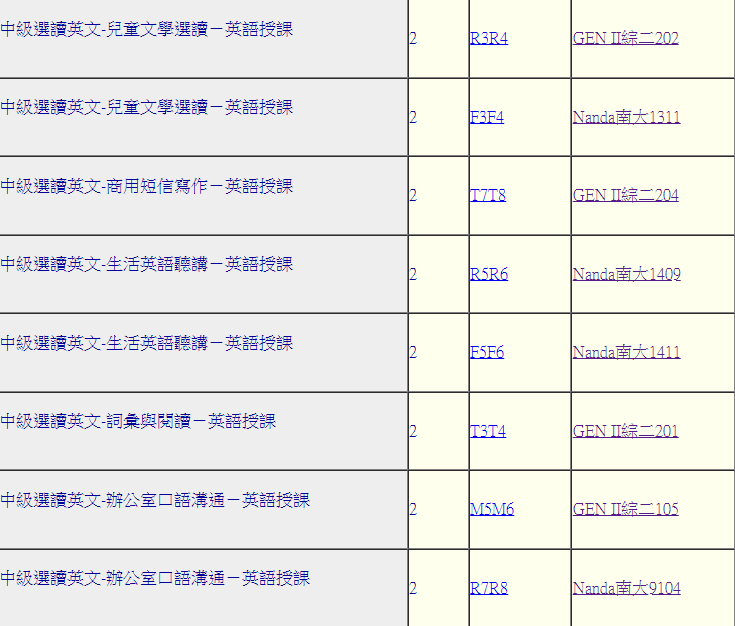 中級選讀英文-兒童文學選讀－英語授課 2 R3R4 GEN II綜二202
中級選讀英文-兒童文學選讀－英語授課 2 F3F4 Nanda南大1311
中級選讀英文-商用短信寫作－英語授課 2 T7T8 GEN II綜二204
中級選讀英文-生活英語聽講－英語授課 2 R5R6 Nanda南大1409
中級選讀英文-生活英語聽講－英語授課 2 F5F6 Nanda南大1411
中級選讀英文-詞彙與閱讀－英語授課 2 T3T4 GEN II綜二201
中級選讀英文-辦公室口語溝通－英語授課 2 M5M6 GEN II綜二105
中級選讀英文-辦公室口語溝通－英語授課 2 R7R8 Nanda南大9104